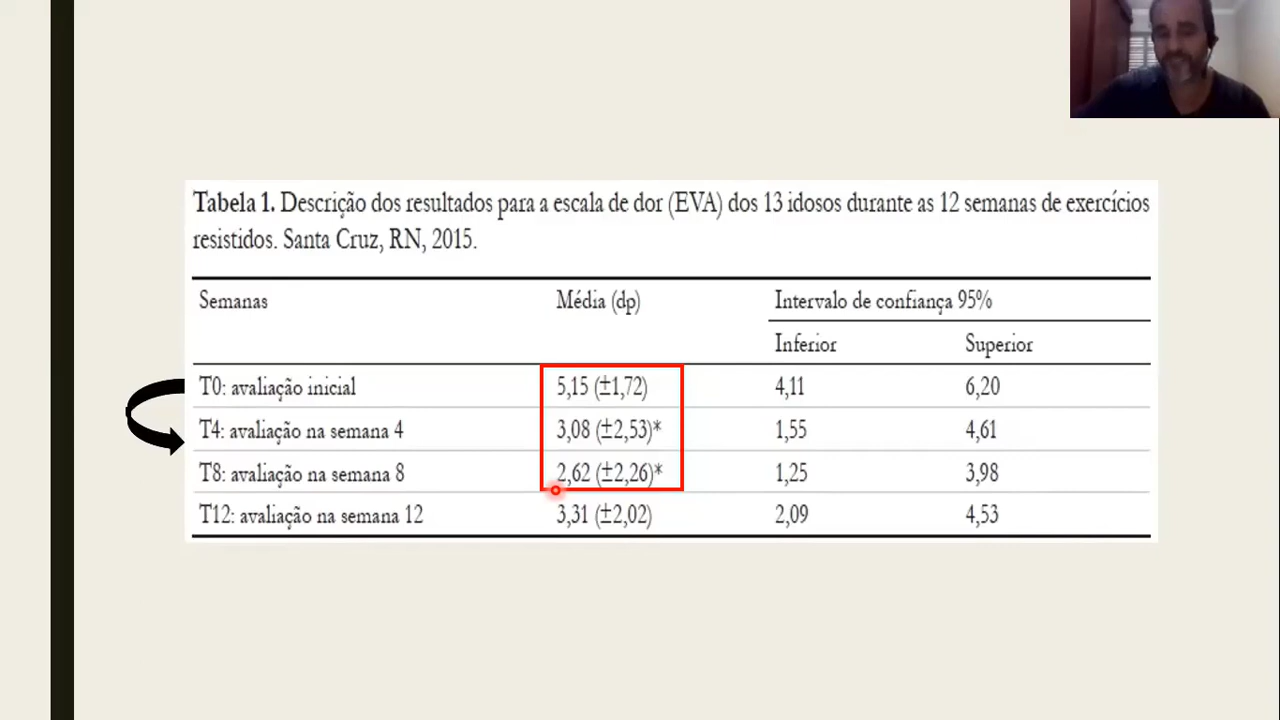 Tabela 1. Descrição dos resultados para a escala de dor (EVA) dos 13 idosos durante as 12 semanas de exercícios
resistidos. Santa Cruz, RN, 2015.
Semanas Média (dp) Intervalo de confiança 95%
Inferior Superior
T0: avaliação inicial 5,15 (±1,72) 4,11 6,20
T4: avaliação na semana 4 3,08 (±2,53)* 1,55 4,61
T8: avaliação na semana 8 2,62 (±2,26)* 1,25 3,98
T12: avaliação na semana 12 3,31 (±2,02) 2,09 4,53